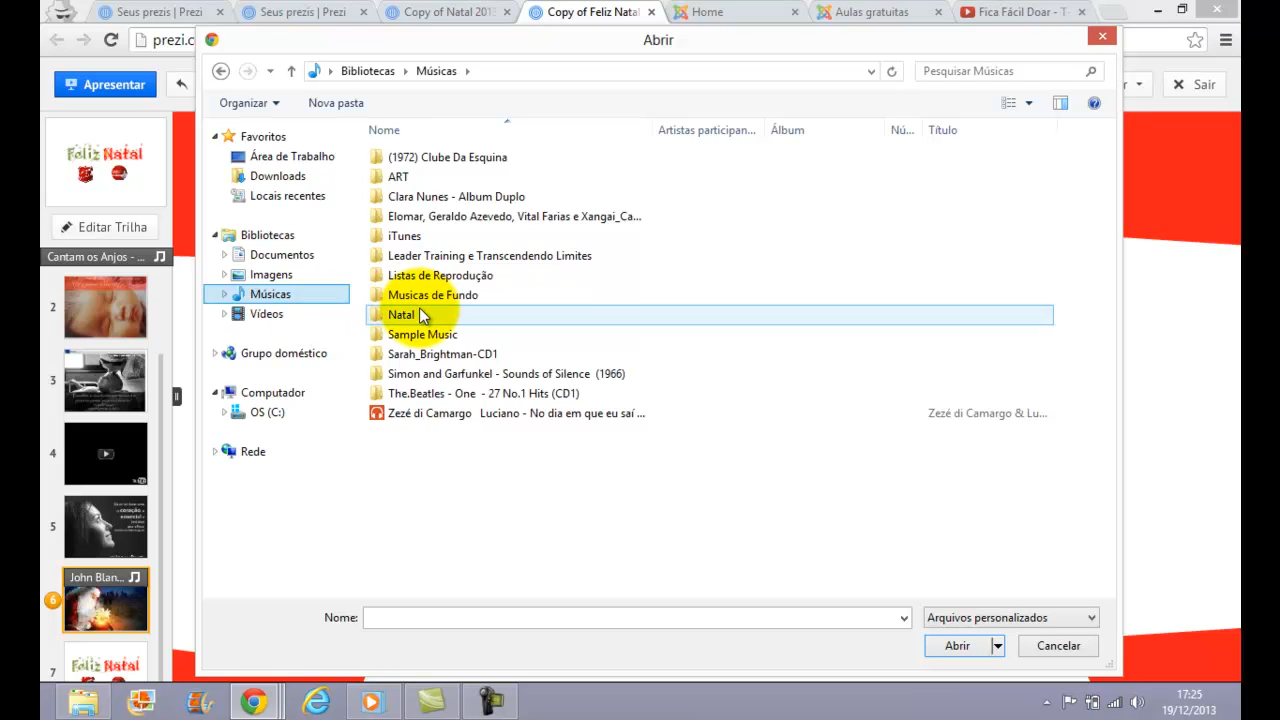 Seus prezis | Prezi
Seus prezis | Prezi
Copy of Natal 201
Copy of Feliz Natal
Home
Aulas gratuitas
Fica Fácil Doar - T
prezi.c
Abrir
Bibliotecas
Músicas
Pesquisar Músicas
Apresentar
Sair
Organizar
Nova pasta
Nome
Artistas participan...
Álbum
Nú...
Título
Favoritos
Área de Trabalho
Downloads
Locais recentes
Bibliotecas
Documentos
Imagens
Músicas
Vídeos
Grupo doméstico
Computador
OS (C:)
Rede
(1972) Clube Da Esquina
ART
Clara Nunes - Album Duplo
Elomar, Geraldo Azevedo, Vital Farias e Xangai_Ca...
iTunes
Leader Training e Transcendendo Limites
Listas de Reprodução
Musicas de Fundo
Natal
Sample Music
Sarah_Brightman-CD1
Simon and Garfunkel - Sounds of Silence (1966)
The.Beatles - One - 27 No.1 Hits (CD1)
Zezé di Camargo Luciano - No dia em que eu saí ...
Zezé di Camargo & Lu...
Feliz Natal
Editar Trilha
Cantam os Anjos - ...
2
3
4
5
John Blan...
6
7
Feliz Natal
Nome:
Arquivos personalizados
Abrir
Cancelar
17:25
19/12/2013